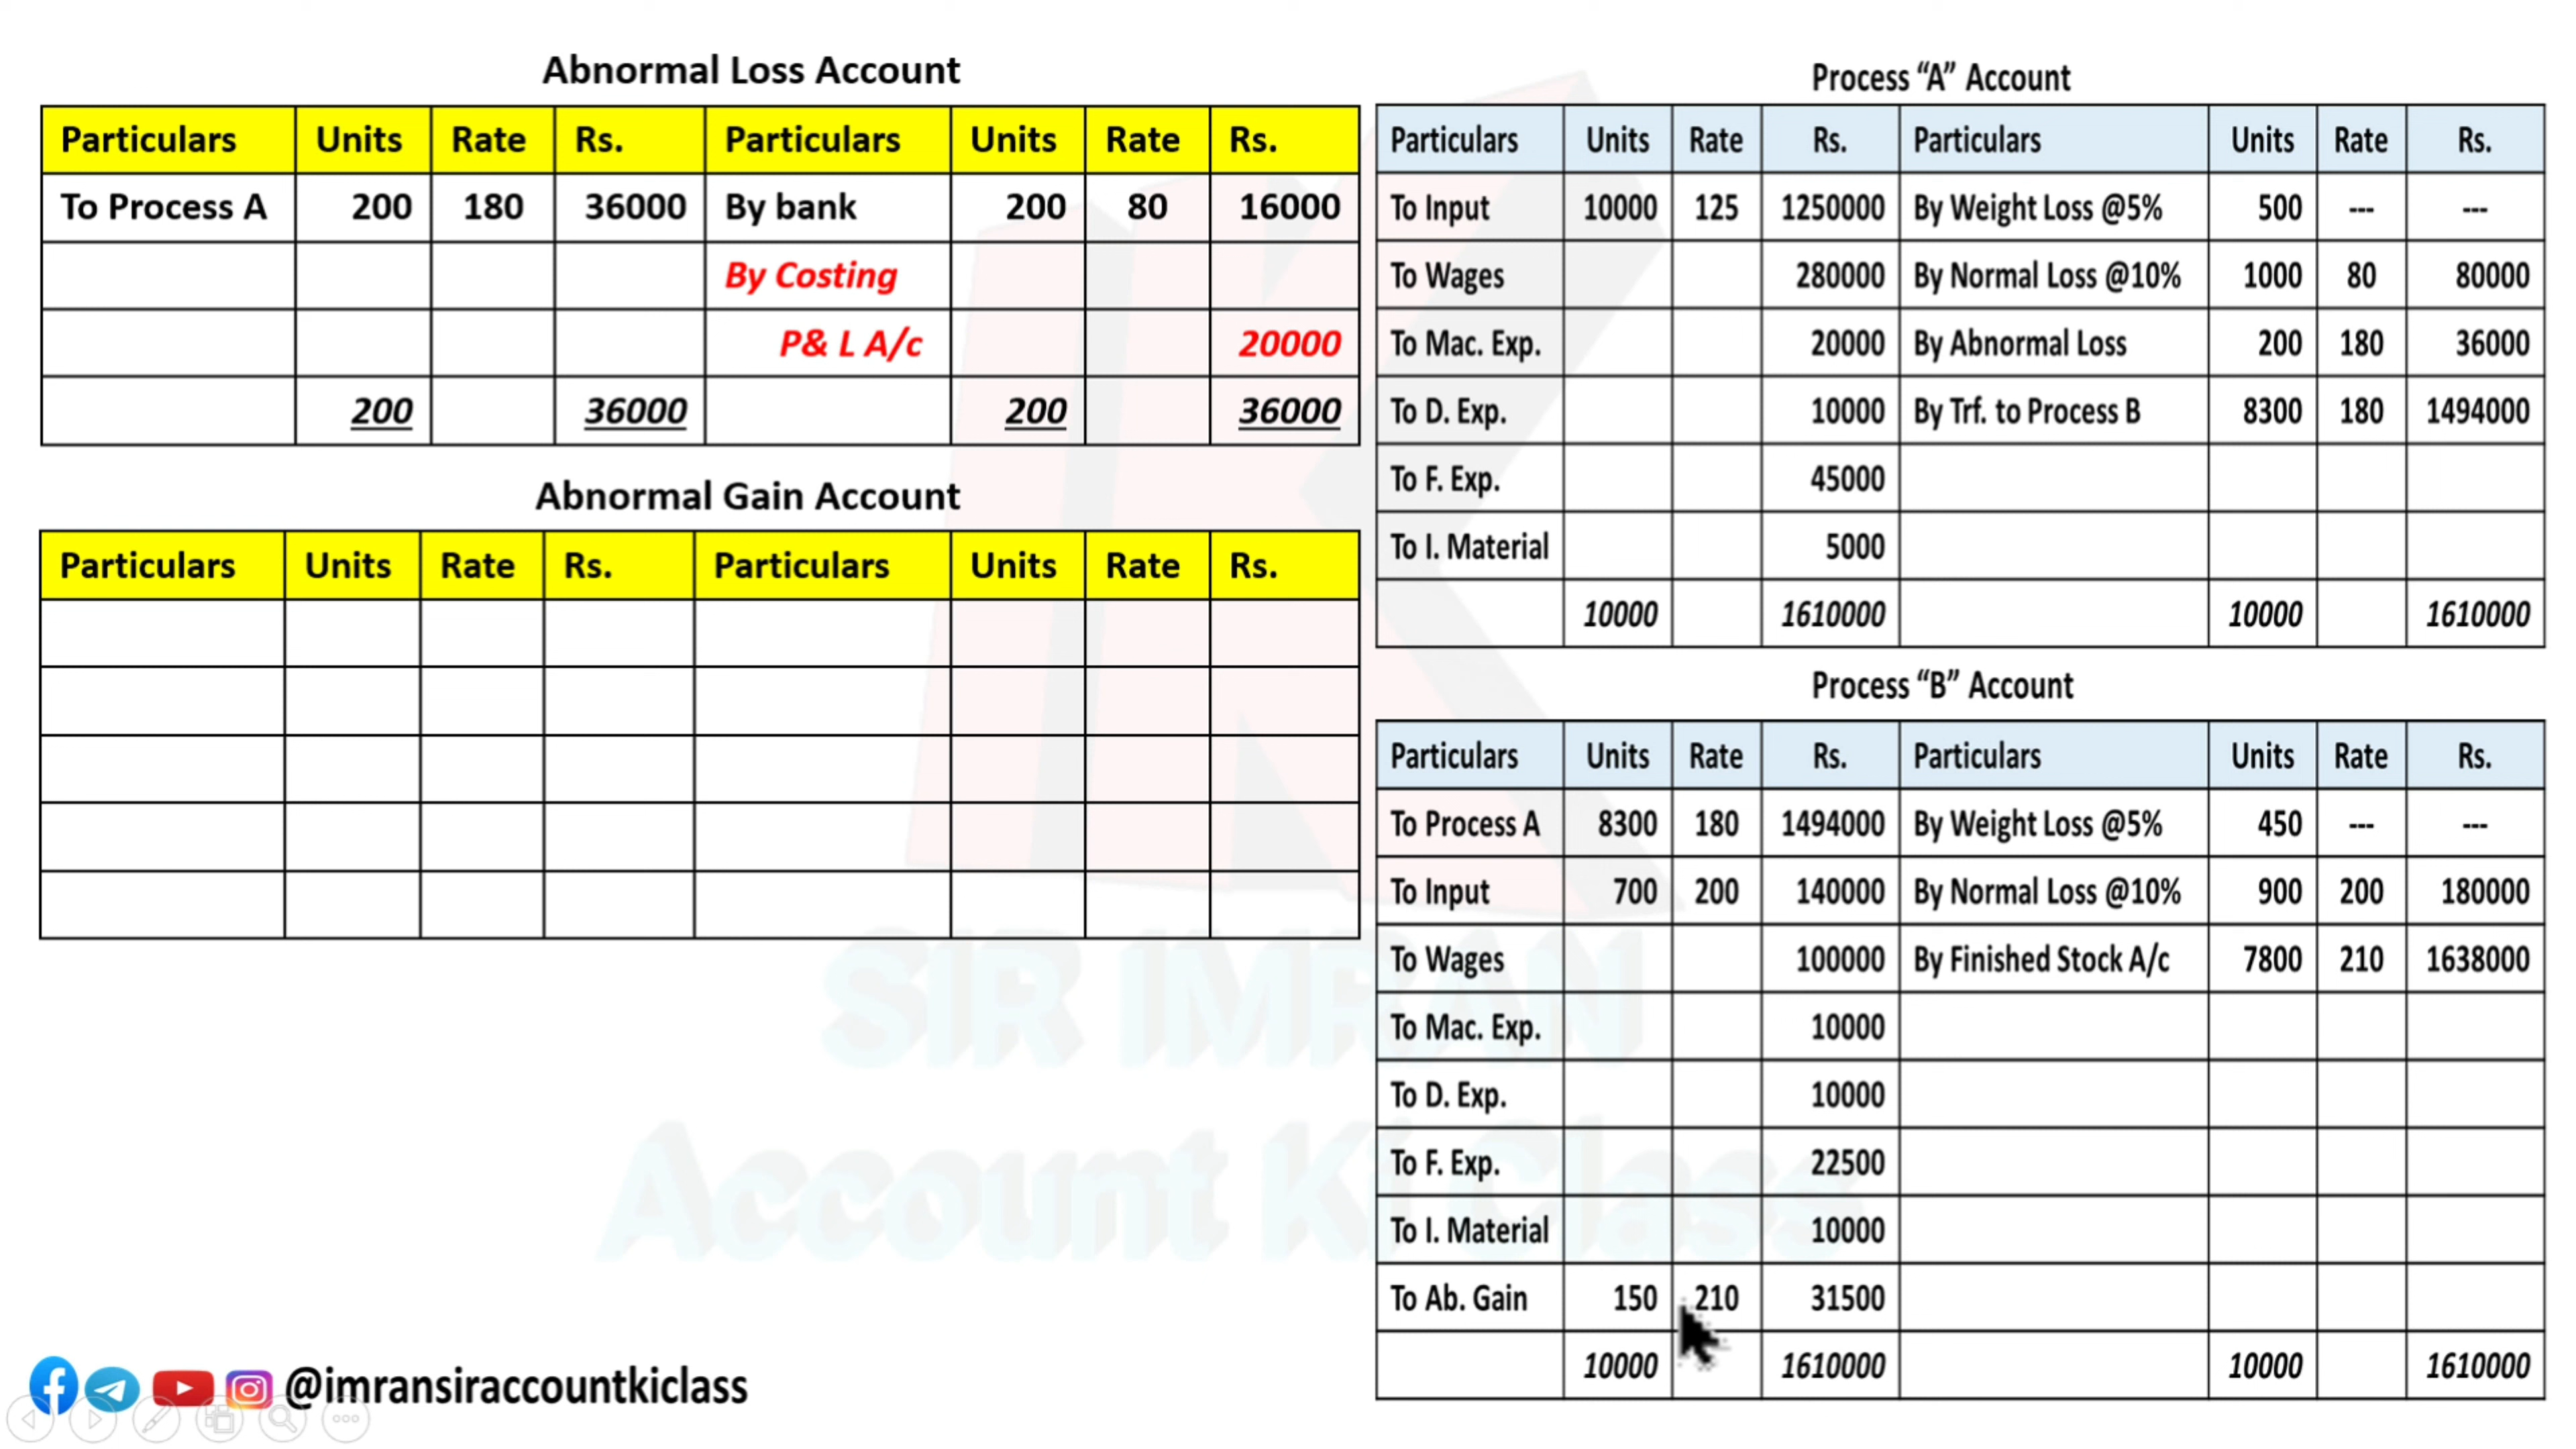 Abnormal Loss Account
Particulars Units Rate Rs. Particulars Units Rate Rs.
To Process A 200 180 36000 By bank 200 80 16000
By Costing
P& L A/c 20000
200 36000 200 36000
Abnormal Gain Account
Particulars Units Rate Rs. Particulars Units Rate Rs.
Process “A” Account
Particulars Units Rate Rs. Particulars Units Rate Rs.
To Input 10000 125 1250000 By Weight Loss @5% 500 --- ---
To Wages 280000 By Normal Loss @10% 1000 80 80000
To Mac. Exp. 20000 By Abnormal Loss 200 180 36000
To D. Exp. 10000 By Trf. to Process B 8300 180 1494000
To F. Exp. 45000
To I. Material 5000
10000 1610000 10000 1610000
Process “B” Account
Particulars Units Rate Rs. Particulars Units Rate Rs.
To Process A 8300 180 1494000 By Weight Loss @5% 450 --- ---
To Input 700 200 140000 By Normal Loss @10% 900 200 180000
To Wages 100000 By Finished Stock A/c 7800 210 1638000
To Mac. Exp. 10000
To D. Exp. 10000
To F. Exp. 22500
To I. Material 10000
To Ab. Gain 150 210 31500
10000 1610000 10000 1610000
SIR IMRAN
Account Ki Class
@imransiraccountkiclass